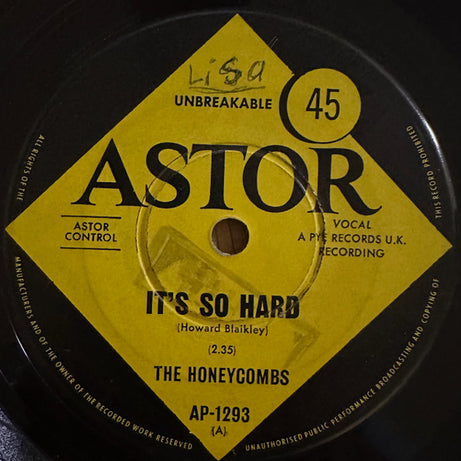 LiSa
UNBREAKABLE
45
ASTOR
ASTOR
CONTROL
VOCAL
A PYE RECORDS U.K.
RECORDING
IT'S SO HARD
(Howard Blaikley)
(2.35)
THE HONEYCOMBS
AP-1293
(A)
ALL RIGHTS OF THE
MANUFACTURERS AND OF THE OWNER OF THE RECORDED WORK RESERVED
UNAUTHORISED PUBLIC PERFORMANCE BROADCASTING AND COPYING OF
THIS RECORD PROHIBITED